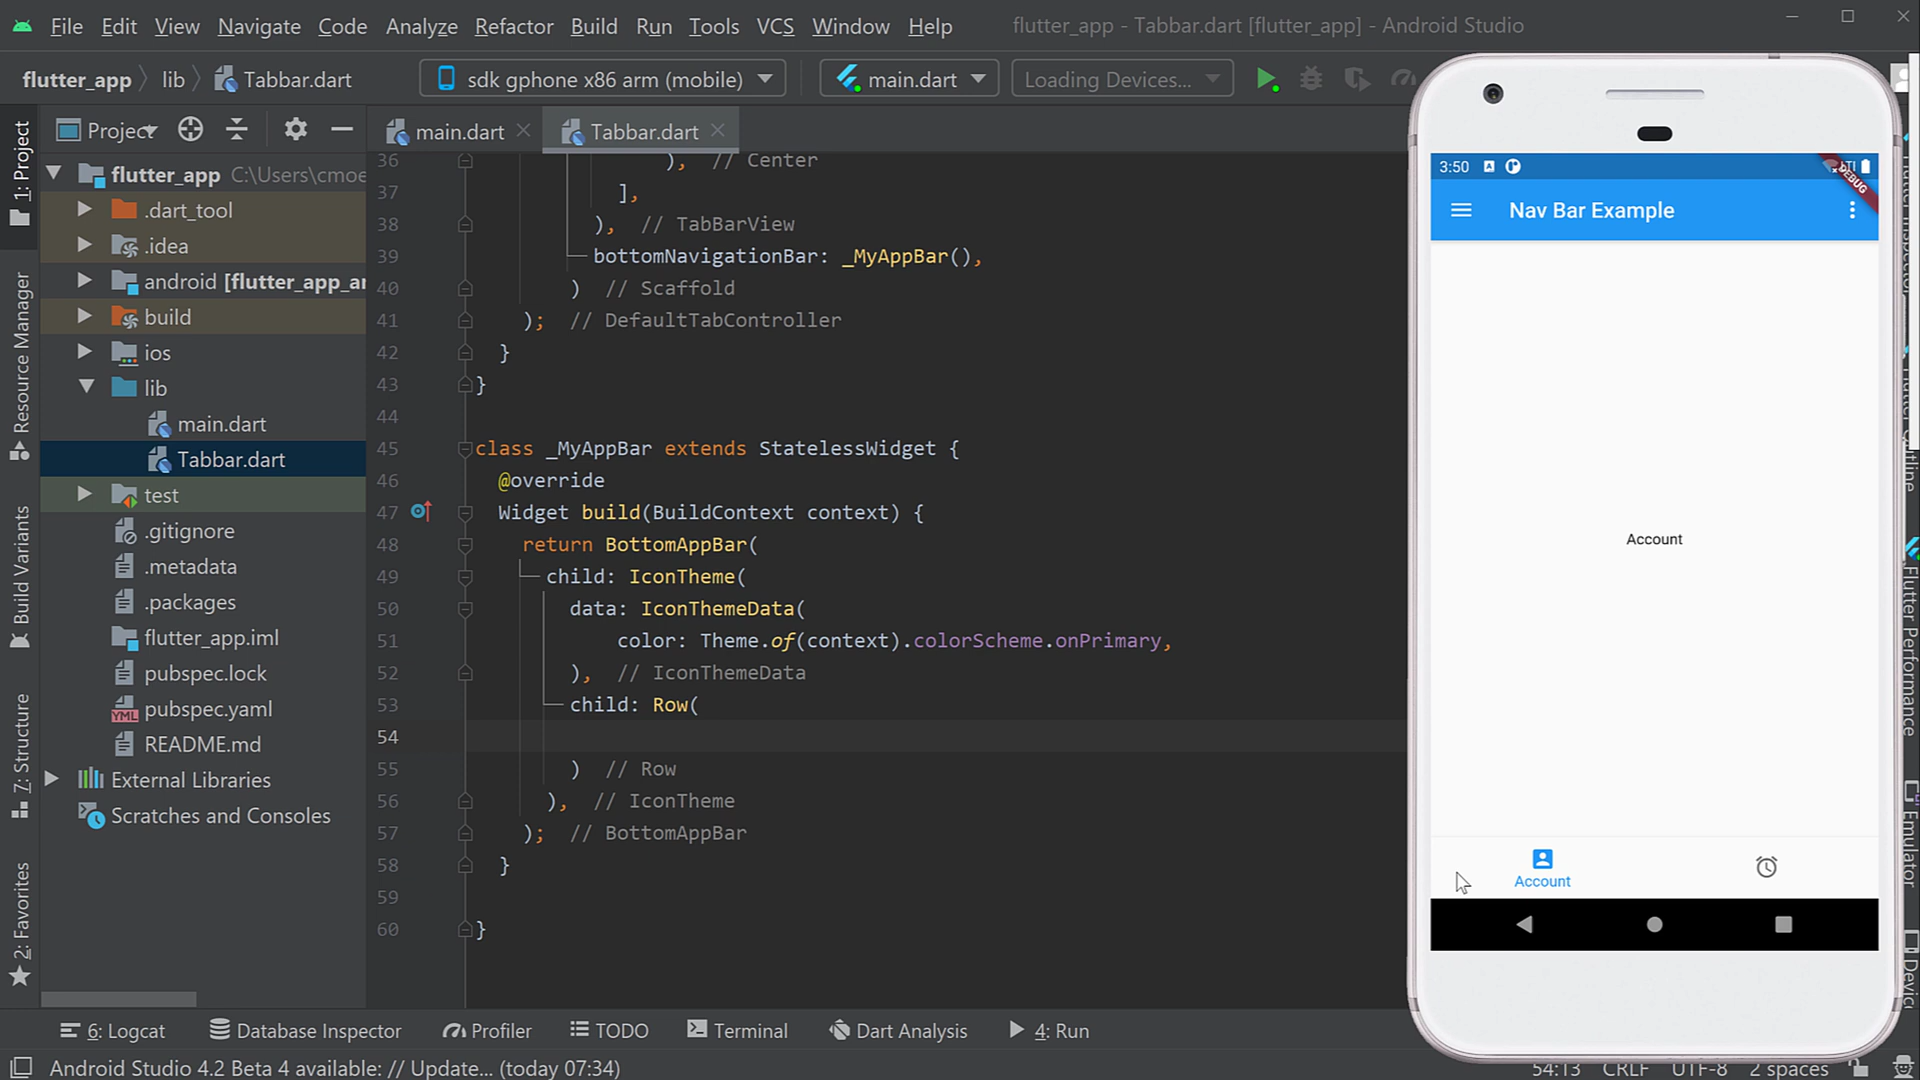 File Edit View Navigate Code Analyze Refactor Build Run Tools VCS Window Help flutter_app - Tabbar.dart [flutter_app] - Android Studio
flutter_app lib Tabbar.dart sdk gphone x86 arm (mobile) main.dart Loading Devices...
1: Project
Resource Manager
Build Variants
7: Structure
2: Favorites
Project
flutter_app C:\Users\cmoe
.dart_tool
.idea
android [flutter_app_an
build
ios
lib
main.dart
Tabbar.dart
test
.gitignore
.metadata
.packages
flutter_app.iml
pubspec.lock
YML pubspec.yaml
README.md
External Libraries
Scratches and Consoles
main.dart Tabbar.dart
36 ), // Center
37 ],
38 ), // TabBarView
39 bottomNavigationBar: _MyAppBar(),
40 ) // Scaffold
41 ); // DefaultTabController
42 }
43 }
44
45 class _MyAppBar extends StatelessWidget {
46 @override
47 Widget build(BuildContext context) {
48 return BottomAppBar(
49 child: IconTheme(
50 data: IconThemeData(
51 color: Theme.of(context).colorScheme.onPrimary,
52 ), // IconThemeData
53 child: Row(
54
55 ) // Row
56 ), // IconTheme
57 ); // BottomAppBar
58 }
59
60 }
3:50
DEBUG
Nav Bar Example
Account
Account
Flutter Performance
Emulator
6: Logcat Database Inspector Profiler TODO Terminal Dart Analysis 4: Run
Android Studio 4.2 Beta 4 available: // Update... (today 07:34) 54:13 CRLF UTF-8 2 spaces